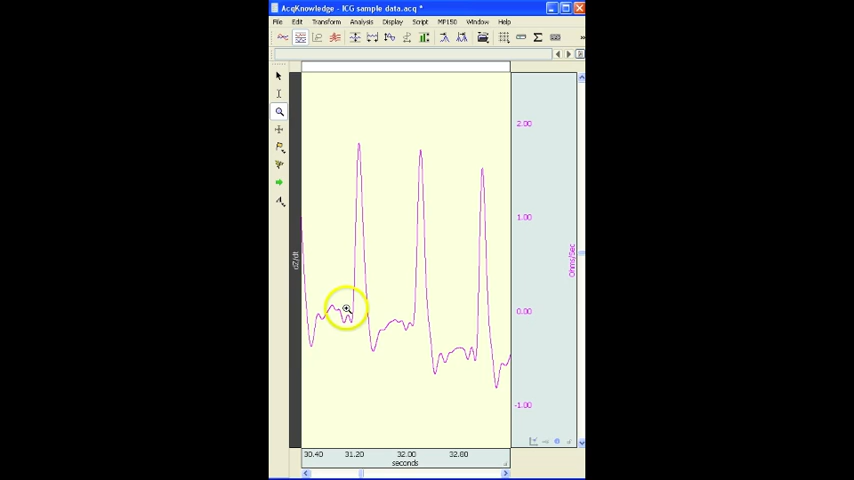 AcqKnowledge - ICG sample data.acq *
File Edit Transform Analysis Display Script MP150 Window Help
2.00
1.00
dZ/dt
Ohms/Sec
0.00
-1.00
30.40 31.20 32.00 32.80
seconds